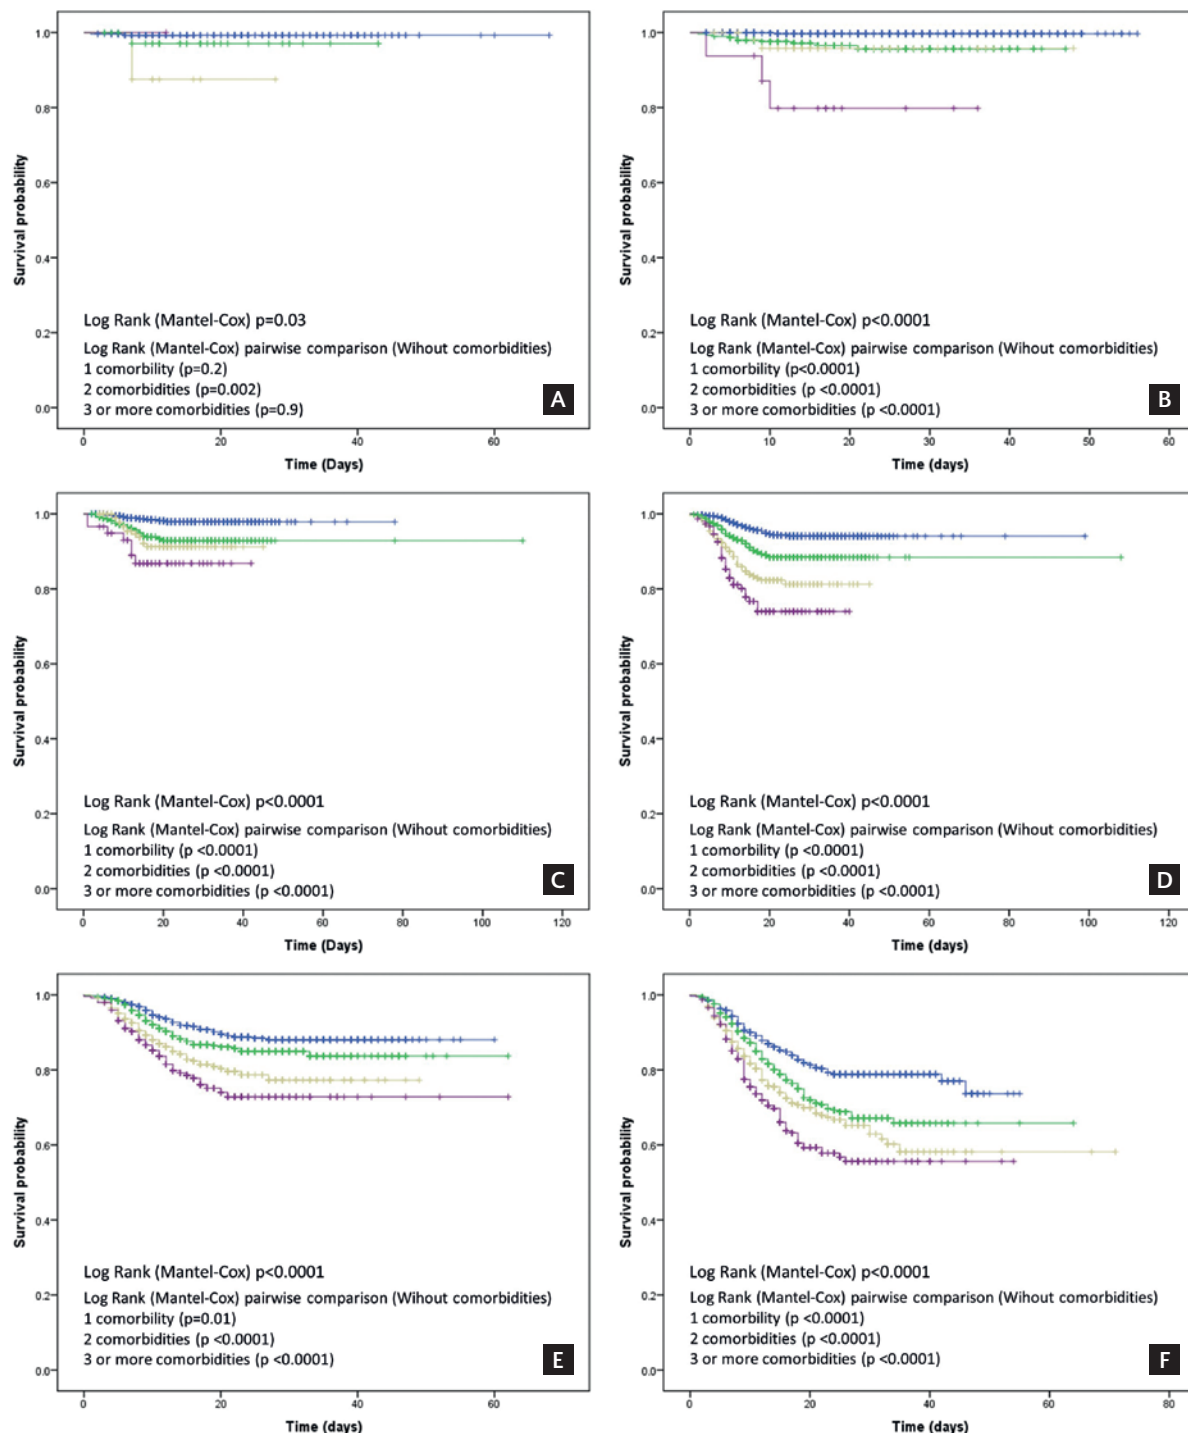 1.0
0.8
0.6
0.4
0.2
0.0
Survival probability
Log Rank (Mantel-Cox) p=0.03
Log Rank (Mantel-Cox) pairwise comparison (Wihout comorbidities)
1 comorbility (p=0.2)
2 comorbidities (p=0.002)
3 or more comorbidities (p=0.9)
A
0 20 40 60
Time (Days)
1.0
0.8
0.6
0.4
0.2
0.0
Survival probability
Log Rank (Mantel-Cox) p<0.0001
Log Rank (Mantel-Cox) pairwise comparison (Wihout comorbidities)
1 comorbility (p<0.0001)
2 comorbidities (p <0.0001)
3 or more comorbidities (p <0.0001)
B
0 10 20 30 40 50 60
Time (days)
1.0
0.8
0.6
0.4
0.2
0.0
Survival probability
Log Rank (Mantel-Cox) p<0.0001
Log Rank (Mantel-Cox) pairwise comparison (Wihout comorbidities)
1 comorbility (p <0.0001)
2 comorbidities (p <0.0001)
3 or more comorbidities (p <0.0001)
C
0 20 40 60 80 100 120
Time (Days)
1.0
0.8
0.6
0.4
0.2
0.0
Survival probability
Log Rank (Mantel-Cox) p<0.0001
Log Rank (Mantel-Cox) pairwise comparison (Wihout comorbidities)
1 comorbility (p <0.0001)
2 comorbidities (p <0.0001)
3 or more comorbidities (p <0.0001)
D
0 20 40 60 80 100 120
Time (days)
1.0
0.8
0.6
0.4
0.2
0.0
Survival probability
Log Rank (Mantel-Cox) p<0.0001
Log Rank (Mantel-Cox) pairwise comparison (Wihout comorbidities)
1 comorbility (p=0.01)
2 comorbidities (p <0.0001)
3 or more comorbidities (p <0.0001)
E
0 20 40 60
Time (days)
1.0
0.8
0.6
0.4
0.2
0.0
Survival probability
Log Rank (Mantel-Cox) p<0.0001
Log Rank (Mantel-Cox) pairwise comparison (Wihout comorbidities)
1 comorbility (p <0.0001)
2 comorbidities (p <0.0001)
3 or more comorbidities (p <0.0001)
F
0 20 40 60 80
Time (days)